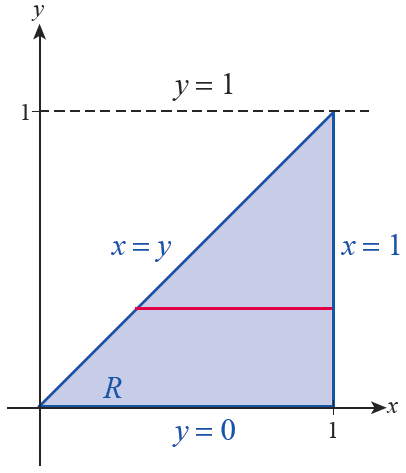 y
y = 1
1
x = y
x = 1
R
x
y = 0
1